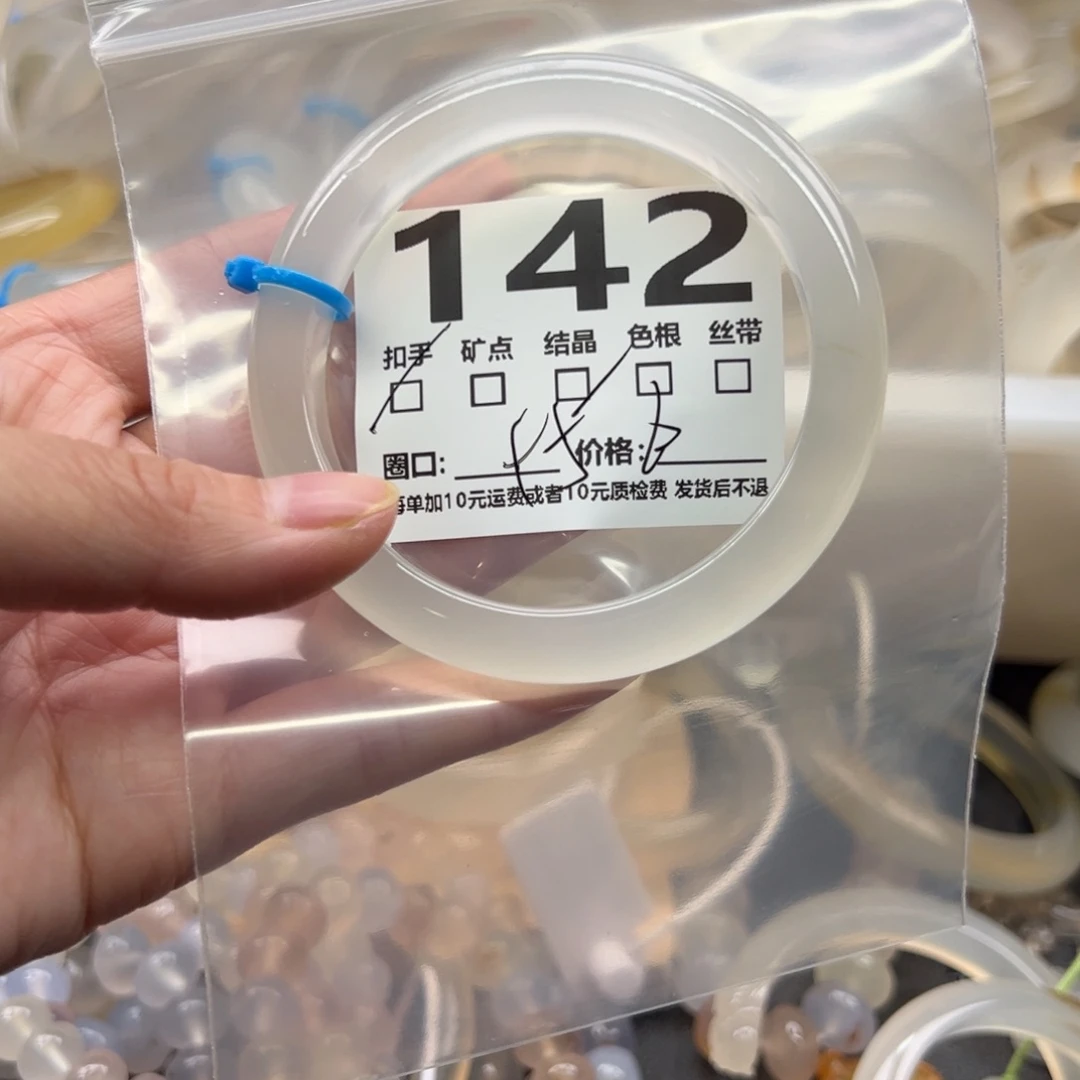 142
扣手 矿点 结晶 色根 丝带
圈口: 价格:
每单加10元运费或者10元质检费 发货后不退